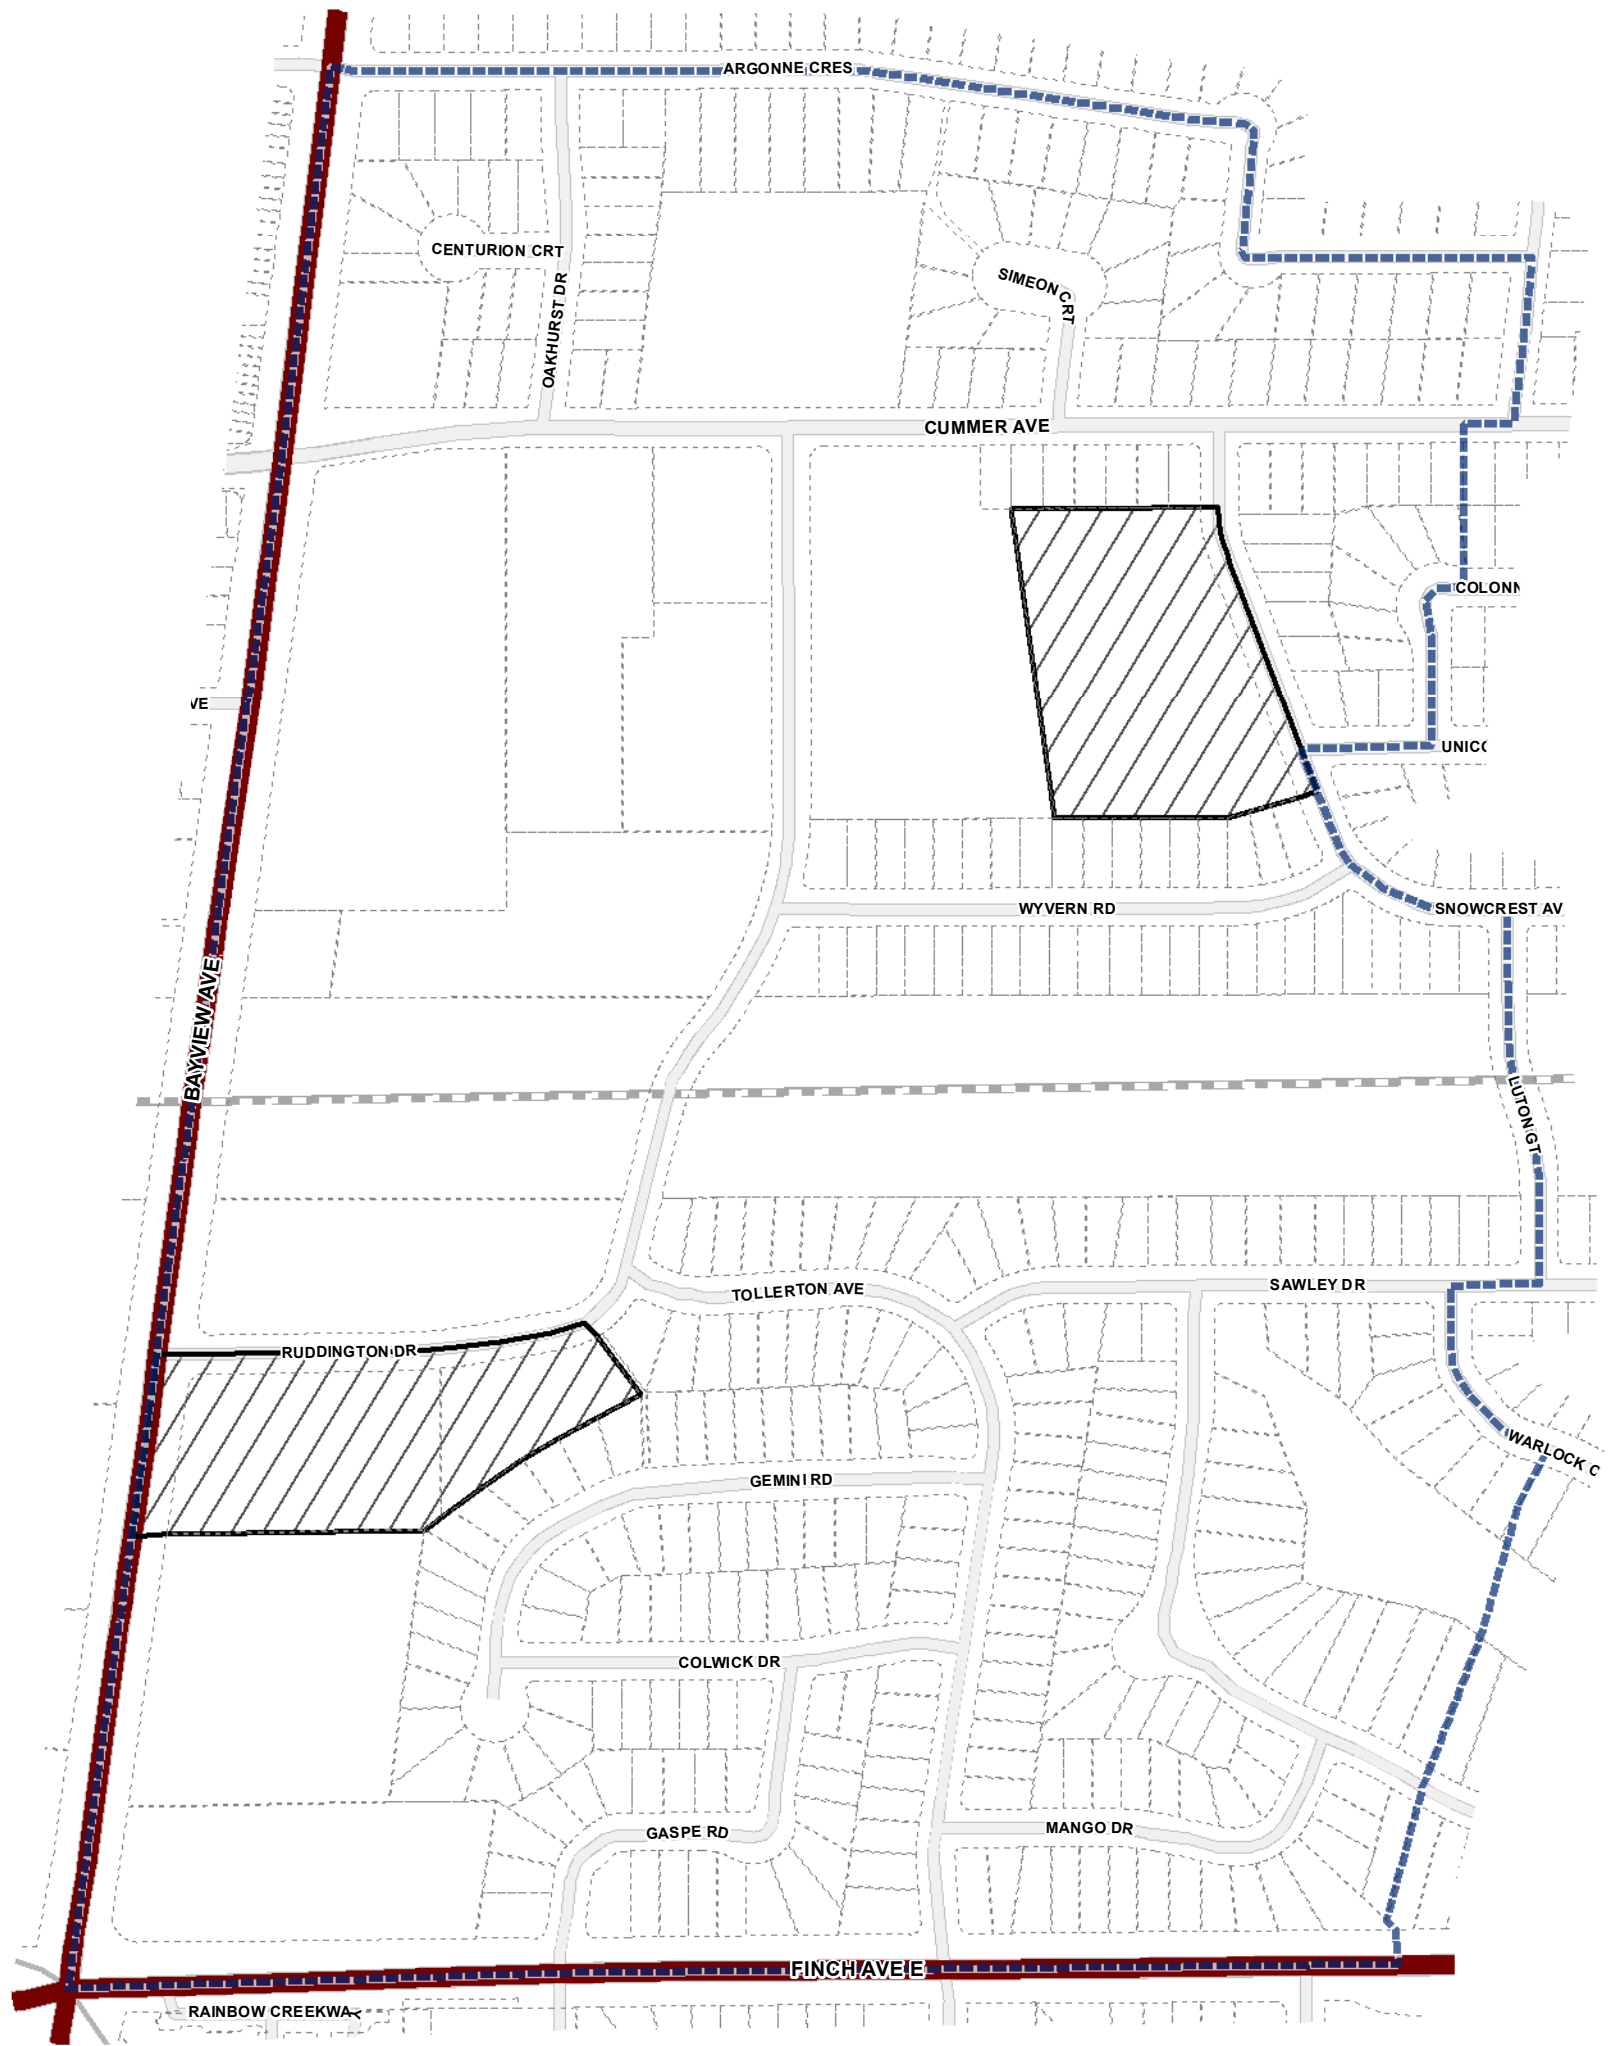 ARGONNE CRES
CENTURION CRT
OAKHURST DR
SIMEON CRT
CUMMER AVE
COLONN
VE
UNICO
WYVERN RD
SNOWCREST AV
BAYVIEW AVE
LUTON GT
TOLLERTON AVE
SAWLEY DR
RUDDINGTON DR
WARLOCK C
GEMINI RD
COLWICK DR
GASPE RD
MANGO DR
FINCH AVE E
RAINBOW CREEKWAY